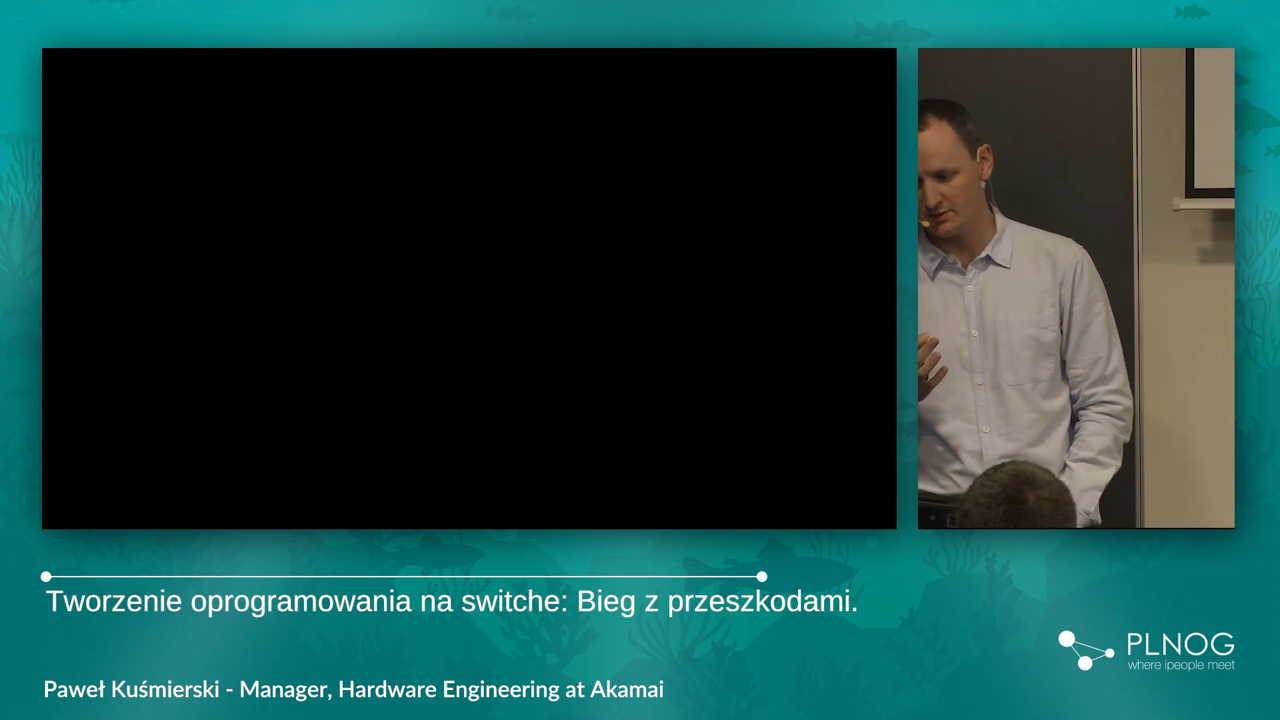 Tworzenie oprogramowania na switche: Bieg z przeszkodami.
PLNOG
where ipeople meet
Paweł Kuśmierski - Manager, Hardware Engineering at Akamai